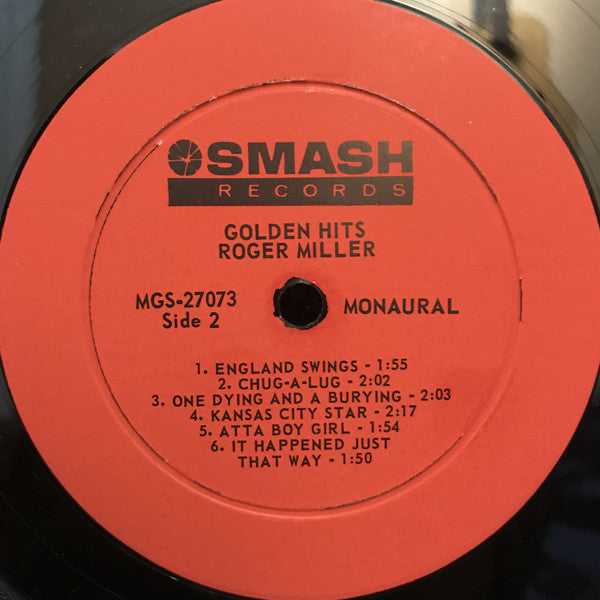 SMASH
RECORDS
GOLDEN HITS
ROGER MILLER
MGS-27073
Side 2
MONAURAL
1. ENGLAND SWINGS - 1:55
2. CHUG-A-LUG - 2:02
3. ONE DYING AND A BURYING - 2:03
4. KANSAS CITY STAR - 2:17
5. ATTA BOY GIRL - 1:54
6. IT HAPPENED JUST
THAT WAY - 1:50